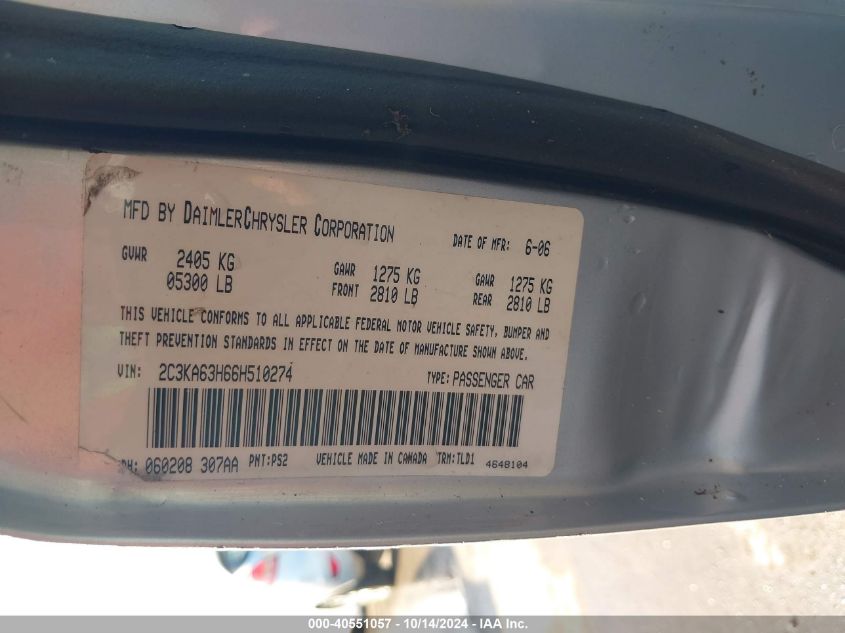 MFD BY DAIMLERCHRYSLER CORPORATION DATE OF MFR: 6-06
GVWR 2405 KG GAWR 1275 KG GAWR 1275 KG
05300 LB FRONT 2810 LB REAR 2810 LB
THIS VEHICLE CONFORMS TO ALL APPLICABLE FEDERAL MOTOR VEHICLE SAFETY, BUMPER AND
THEFT PREVENTION STANDARDS IN EFFECT ON THE DATE OF MANUFACTURE SHOWN ABOVE.
VIN: 2C3KA63H66H510274 TYPE: PASSENGER CAR
060208 307AA PNT:PS2 VEHICLE MADE IN CANADA TRM:TLD1 4648104
000-40551057 - 10/14/2024 - IAA Inc.